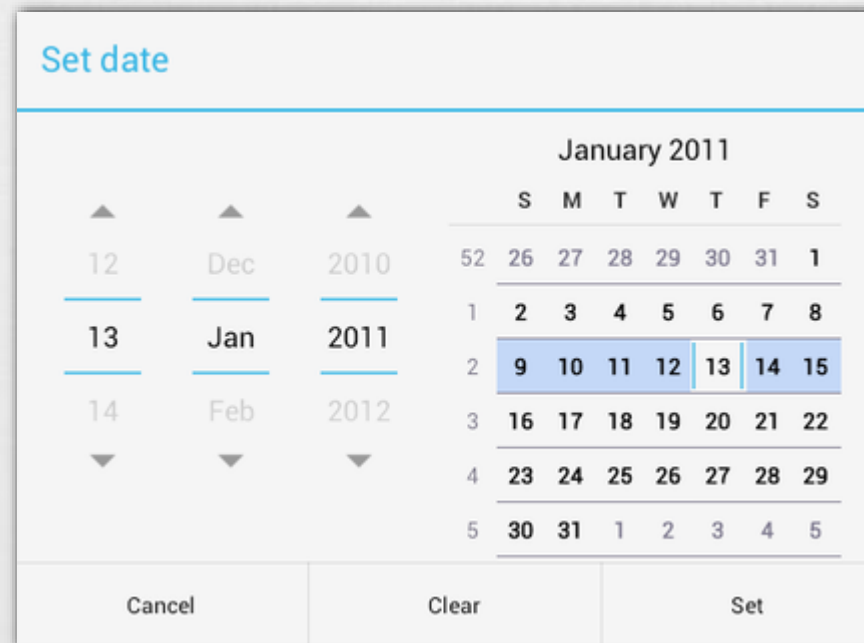 Set date
12 Dec 2010
13 Jan 2011
14 Feb 2012
January 2011
S M T W T F S
52 26 27 28 29 30 31 1
1 2 3 4 5 6 7 8
2 9 10 11 12 13 14 15
3 16 17 18 19 20 21 22
4 23 24 25 26 27 28 29
5 30 31 1 2 3 4 5
Cancel Clear Set